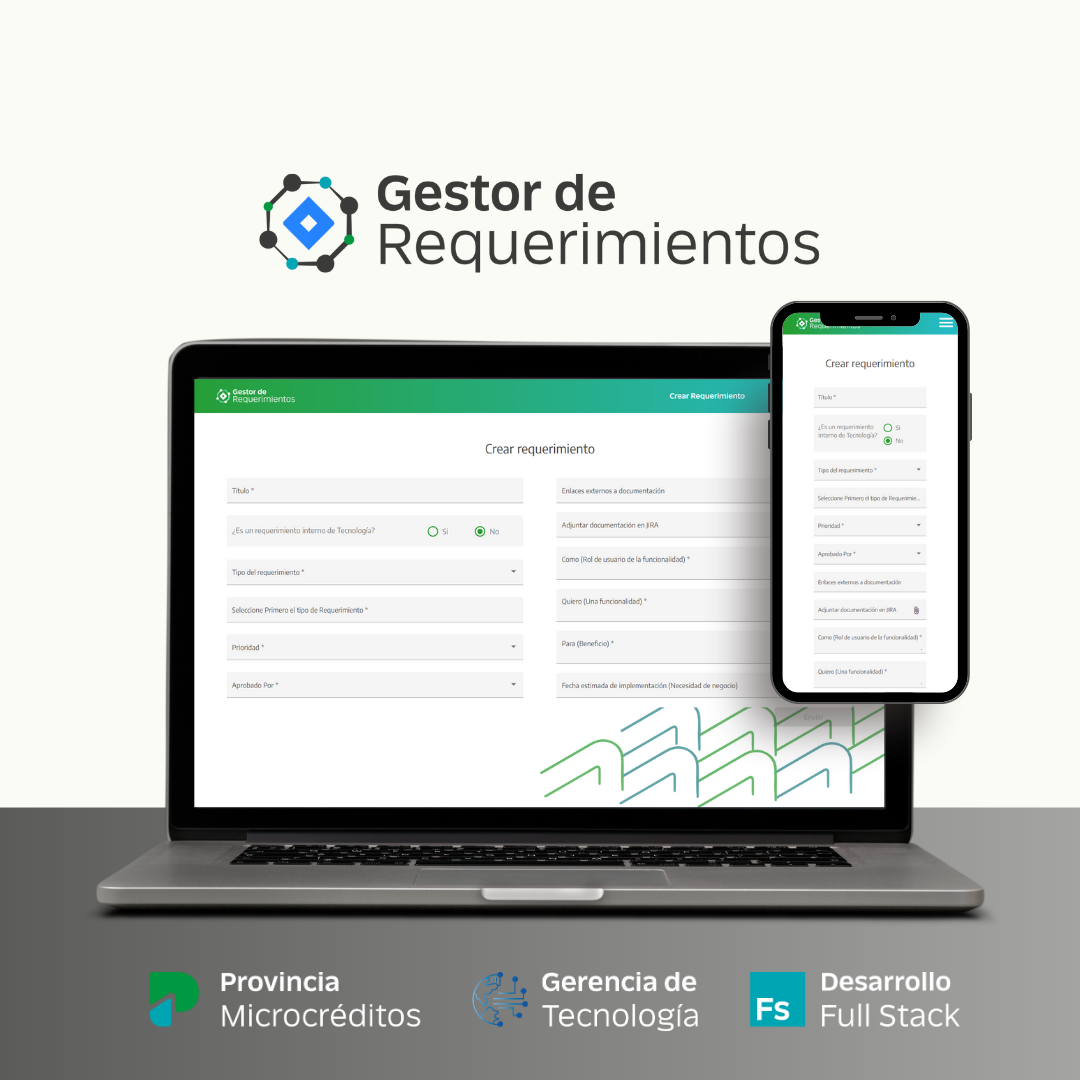 Gestor de
Requerimientos
Gestor de
Requerimientos
Crear Requerimiento
Crear requerimiento
Título *
¿Es un requerimiento interno de Tecnología?
Si
No
Tipo del requerimiento *
Seleccione Primero el tipo de Requerimiento *
Prioridad *
Aprobado Por *
Enlaces externos a documentación
Adjuntar documentación en JIRA
Como (Rol de usuario de la funcionalidad) *
Quiero (Una funcionalidad) *
Para (Beneficio) *
Fecha estimada de implementación (Necesidad de negocio)
Enviar
Requerimientos
Crear requerimiento
Título *
¿Es un requerimiento
interno de Tecnología?
Si
No
Tipo del requerimiento *
Seleccione Primero el tipo de Requerimie...
Prioridad *
Aprobado Por *
Enlaces externos a documentación
Adjuntar documentación en JIRA
Como (Rol de usuario de la funcionalidad) *
Quiero (Una funcionalidad) *
Provincia
Microcréditos
Gerencia de
Tecnología
Fs
Desarrollo
Full Stack